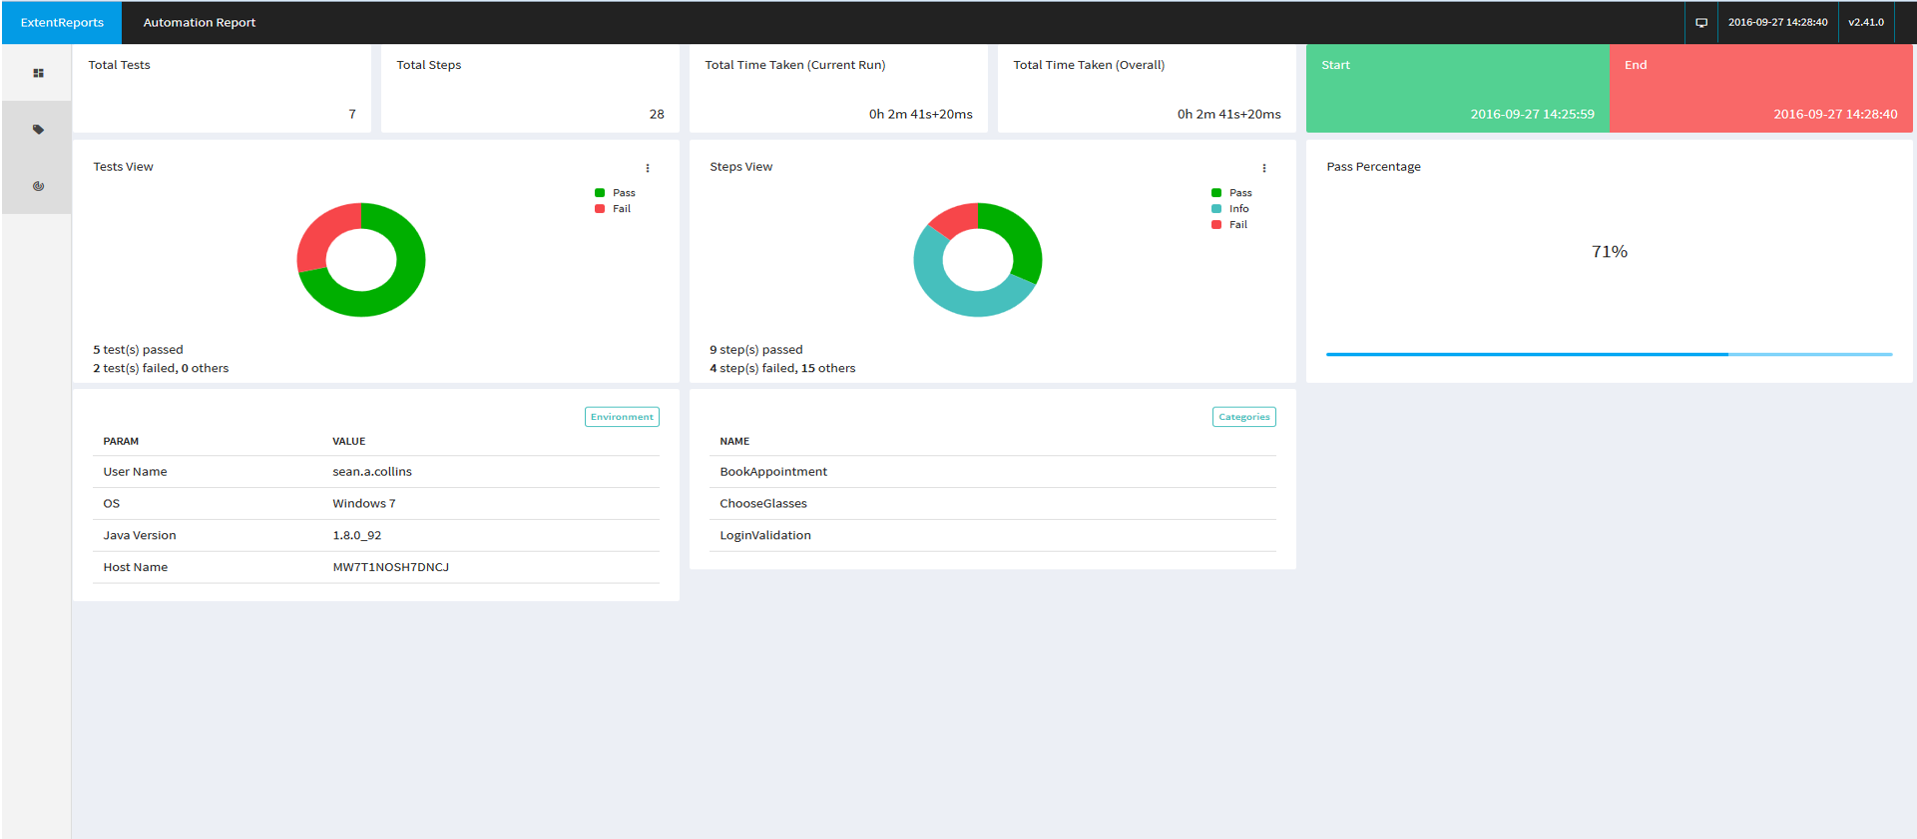 ExtentReports
Automation Report
2016-09-27 14:28:40
v2.41.0
Total Tests
7
Total Steps
28
Total Time Taken (Current Run)
0h 2m 41s+20ms
Total Time Taken (Overall)
0h 2m 41s+20ms
Start
2016-09-27 14:25:59
End
2016-09-27 14:28:40
Tests View
Pass
Fail
5 test(s) passed
2 test(s) failed, 0 others
Steps View
Pass
Info
Fail
9 step(s) passed
4 step(s) failed, 15 others
Pass Percentage
71%
Environment
PARAM VALUE
User Name sean.a.collins
OS Windows 7
Java Version 1.8.0_92
Host Name MW7T1NOSH7DNCJ
Categories
NAME
BookAppointment
ChooseGlasses
LoginValidation